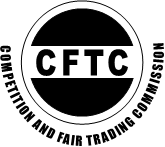 CFTC
COMPETITION AND FAIR TRADING COMMISSION